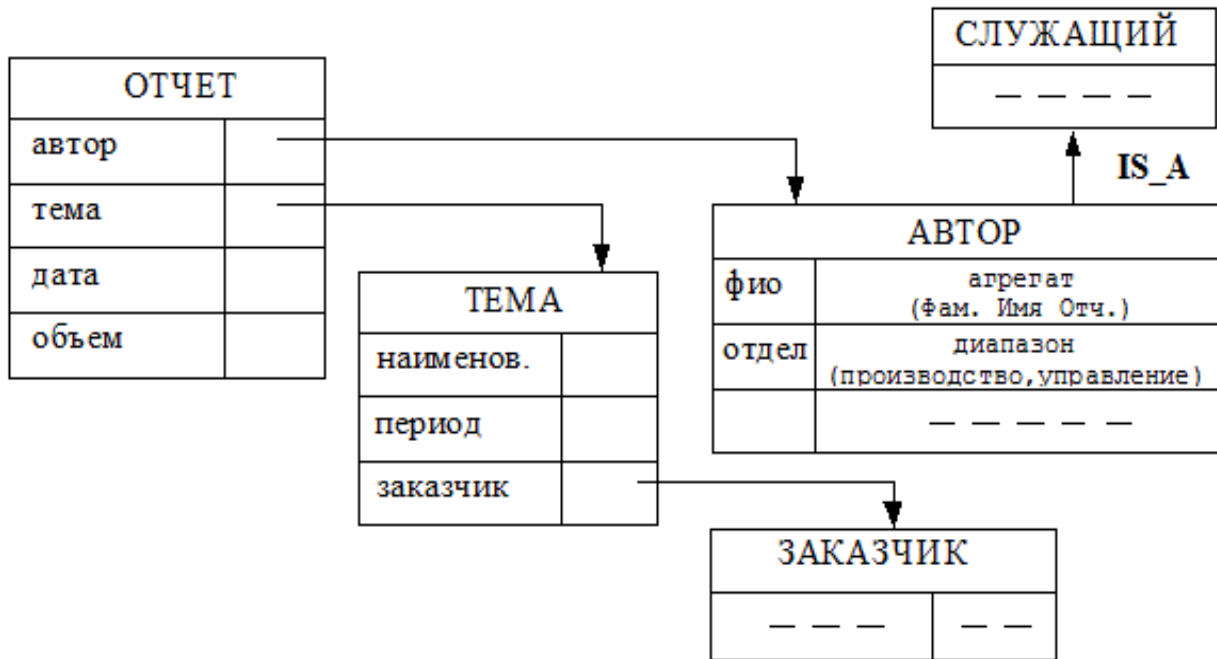 СЛУЖАЩИЙ
ОТЧЕТ
автор
тема
дата
объем
IS_A
АВТОР
фио
агрегат
(Фам. Имя Отч.)
отдел
диапазон
(производство,управление)
ТЕМА
наименов.
период
заказчик
ЗАКАЗЧИК